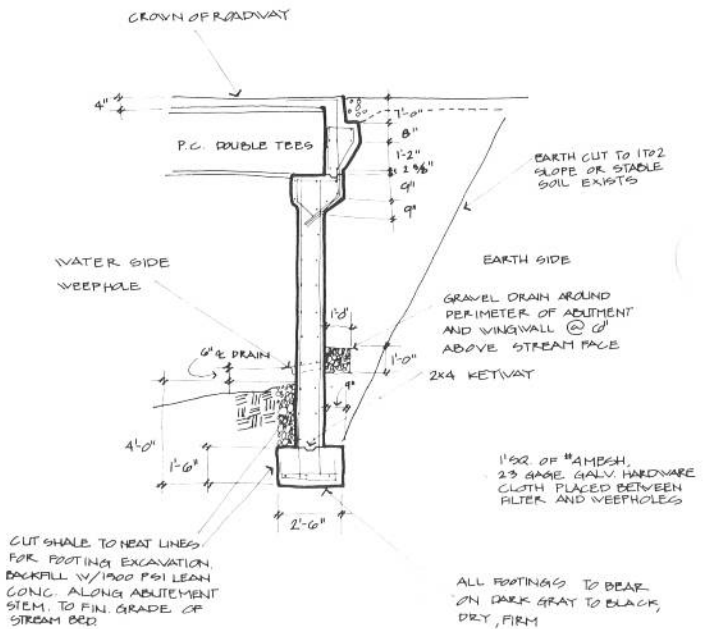 CROWN OF ROADWAY
4"
P.C. DOUBLE TEES
7'-0"
8"
1'-2"
2 3/8"
9"
9"
EARTH CUT TO 1 TO 2
SLOPE OR STABLE
SOIL EXISTS
WATER SIDE
WEEPHOLE
EARTH SIDE
1'-0"
GRAVEL DRAIN AROUND
PERIMETER OF ABUTMENT
AND WINGWALL @ 6"
ABOVE STREAM FACE
6" ℄ DRAIN
1'-0"
2x4 KEYWAY
9"
4'-0"
1'-6"
2'-6"
1' SQ. OF #4 MESH,
23 GAGE GALV. HARDWARE
CLOTH PLACED BETWEEN
FILTER AND WEEPHOLES
CUT SHALE TO NEAT LINES
FOR FOOTING EXCAVATION.
BACKFILL W/1500 PSI LEAN
CONC. ALONG ABUTEMENT
STEM. TO FIN. GRADE OF
STREAM BED.
ALL FOOTINGS TO BEAR
ON DARK GRAY TO BLACK,
DRY, FIRM